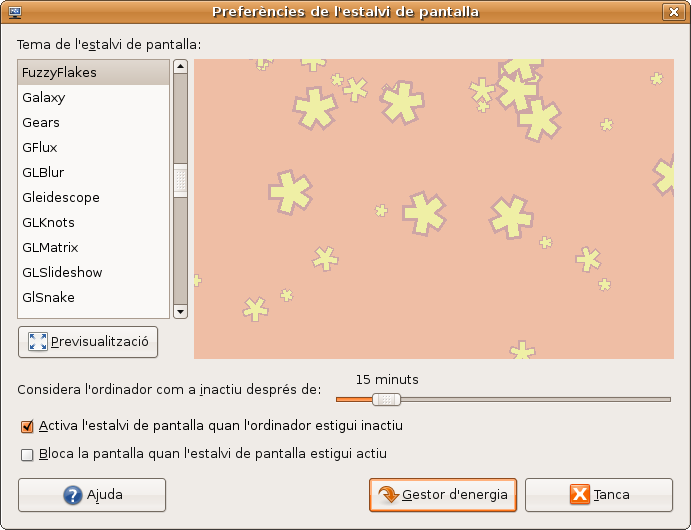 Preferències de l'estalvi de pantalla
Tema de l'estalvi de pantalla:
FuzzyFlakes
Galaxy
Gears
GFlux
GLBlur
Gleidescope
GLKnots
GLMatrix
GLSlideshow
GlSnake
Previsualització
15 minuts
Considera l'ordinador com a inactiu després de:
Activa l'estalvi de pantalla quan l'ordinador estigui inactiu
Bloca la pantalla quan l'estalvi de pantalla estigui actiu
Ajuda
Gestor d'energia
Tanca